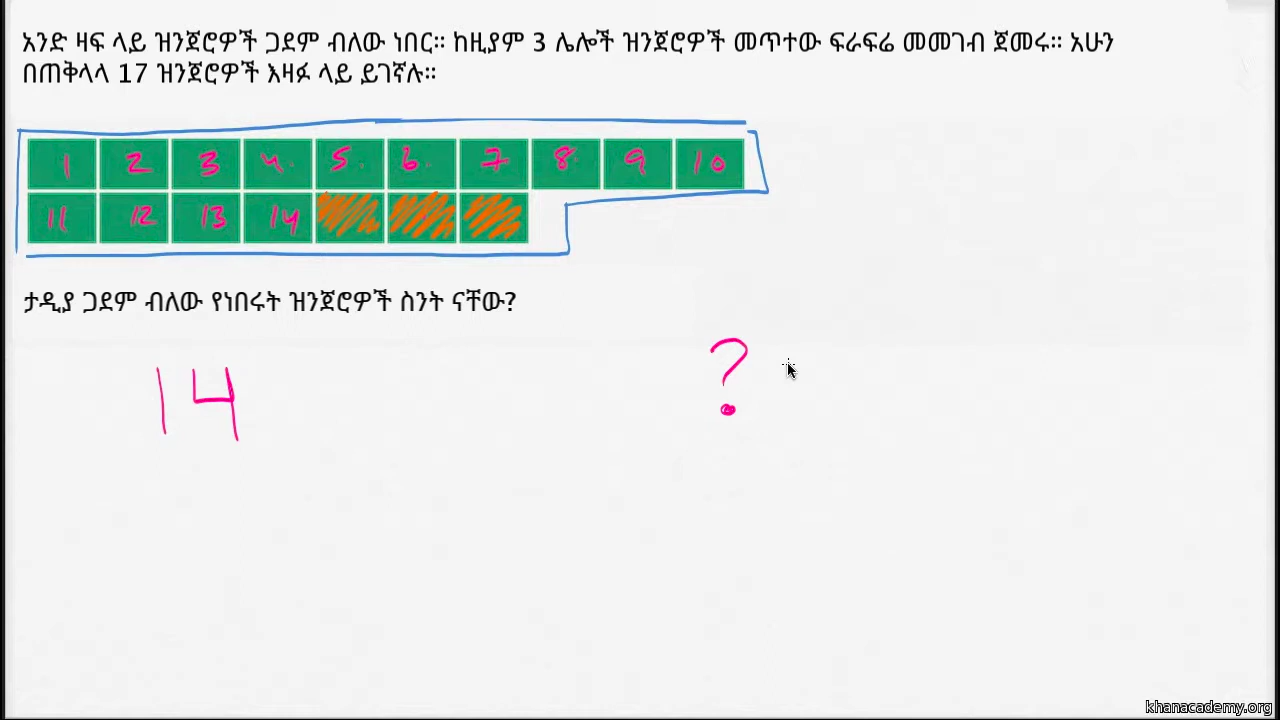 አንድ ዛፍ ላይ ዝንጀሮዎች ጋደም ብለው ነበር። ከዚያም 3 ሌሎች ዝንጀሮዎች መጥተው ፍራፍሬ መመገብ ጀመሩ። አሁን
በጠቅላላ 17 ዝንጀሮዎች እዛፉ ላይ ይገኛሉ።
1 2 3 4 5 6 7 8 9 10
11 12 13 14
ታዲያ ጋደም ብለው የነበሩት ዝንጀሮዎች ስንት ናቸው?
14 ?
khanacademy.org